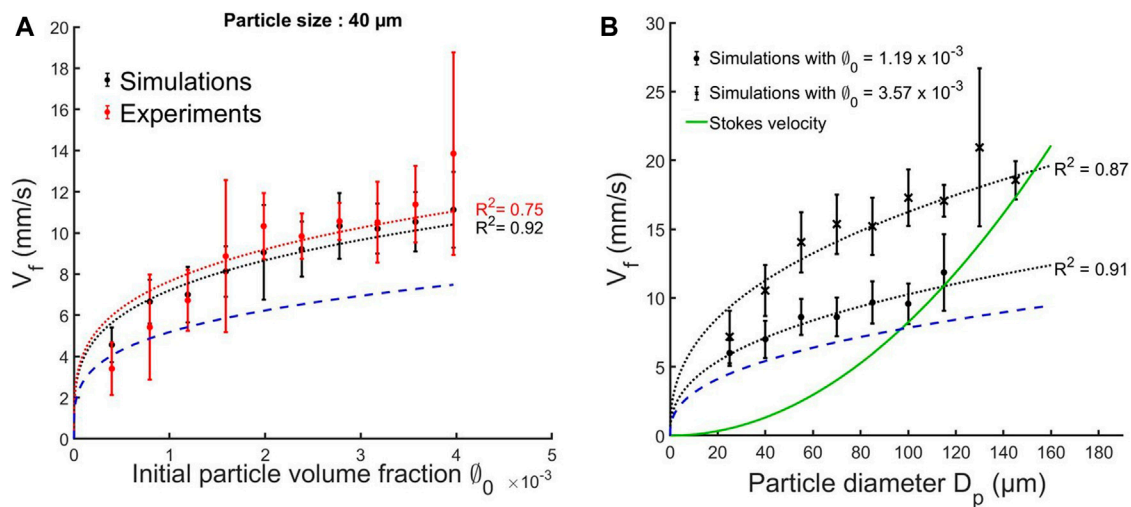 A
Particle size : 40 μm
20
18
16
14
12
10
8
6
4
2
0
V_f (mm/s)
Simulations
Experiments
R² = 0.75
R² = 0.92
0
1
2
3
4
5
Initial particle volume fraction ∅₀ ×10⁻³
B
30
25
20
15
10
5
0
V_f (mm/s)
Simulations with ∅₀ = 1.19 x 10⁻³
Simulations with ∅₀ = 3.57 x 10⁻³
Stokes velocity
R² = 0.87
R² = 0.91
0 20 40 60 80 100 120 140 160 180
Particle diameter D_p (μm)